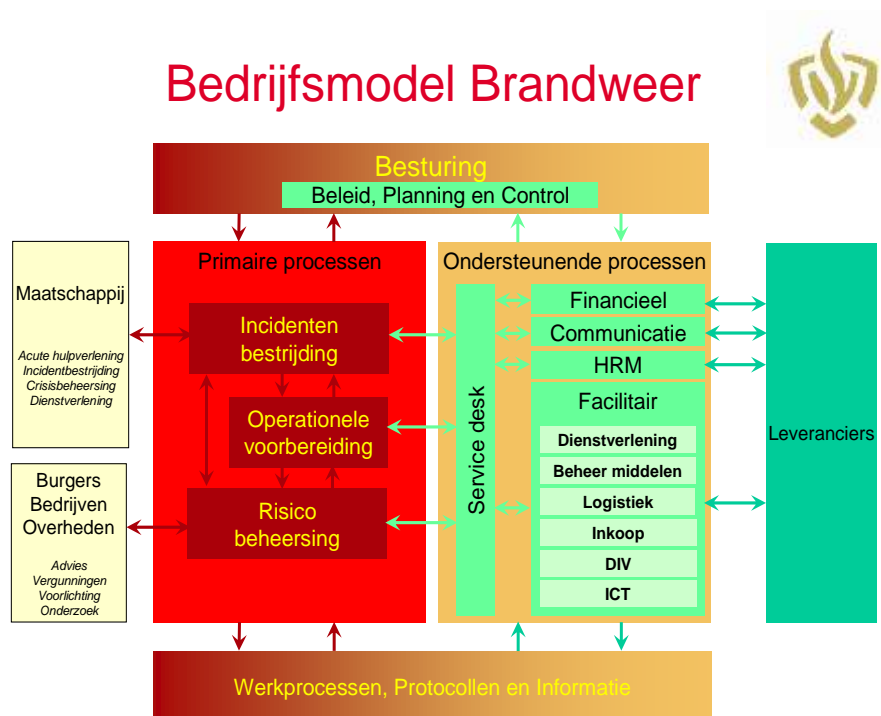 Bedrijfsmodel Brandweer
Besturing
Beleid, Planning en Control
Maatschappij
Acute hulpverlening
Incidentbestrijding
Crisisbeheersing
Dienstverlening
Burgers
Bedrijven
Overheden
Advies
Vergunningen
Voorlichting
Onderzoek
Primaire processen
Incidenten
bestrijding
Operationele
voorbereiding
Risico
beheersing
Ondersteunende processen
Service desk
Financieel
Communicatie
HRM
Facilitair
Dienstverlening
Beheer middelen
Logistiek
Inkoop
DIV
ICT
Leveranciers
Werkprocessen, Protocollen en Informatie